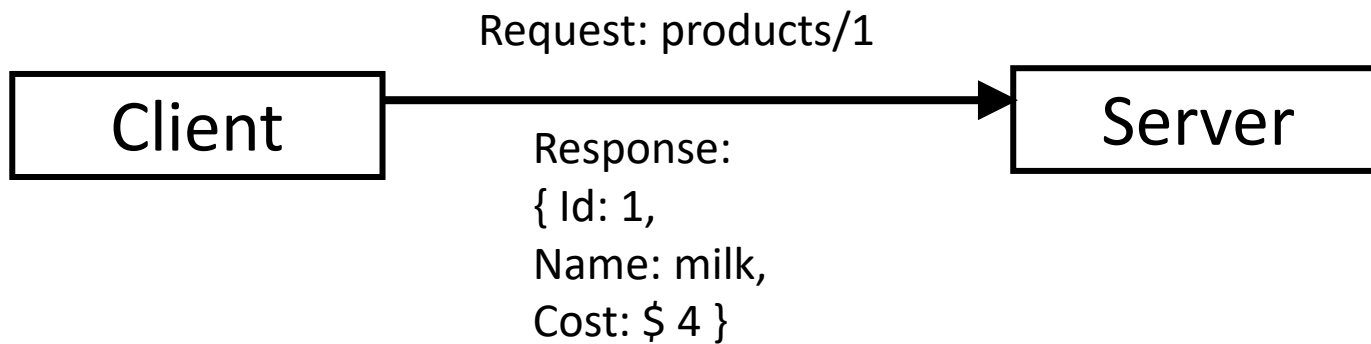 Request: products/1
Client
Server
Response:
{ Id: 1,
Name: milk,
Cost: $ 4 }